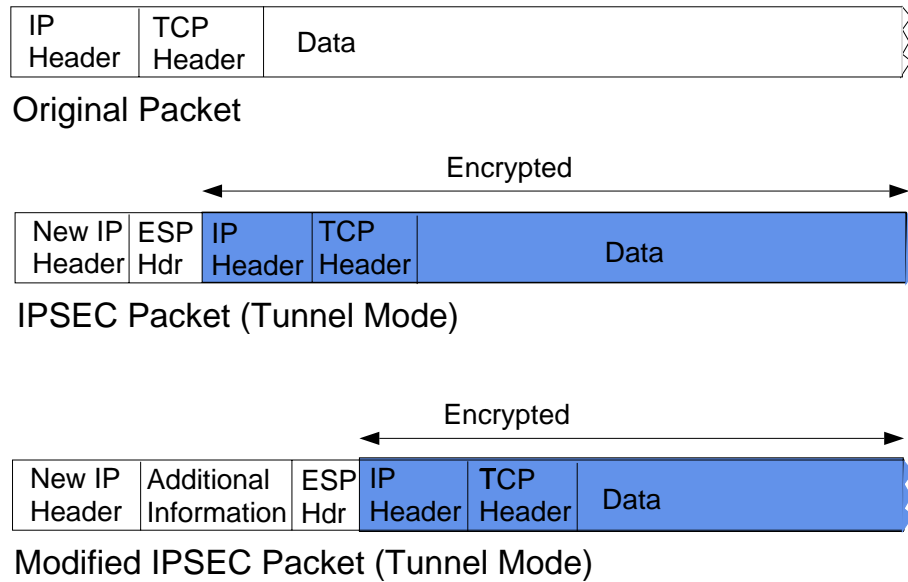 IP
Header
TCP
Header
Data
Original Packet
Encrypted
New IP
Header
ESP
Hdr
IP
Header
TCP
Header
Data
IPSEC Packet (Tunnel Mode)
Encrypted
New IP
Header
Additional
Information
ESP
Hdr
IP
Header
TCP
Header
Data
Modified IPSEC Packet (Tunnel Mode)